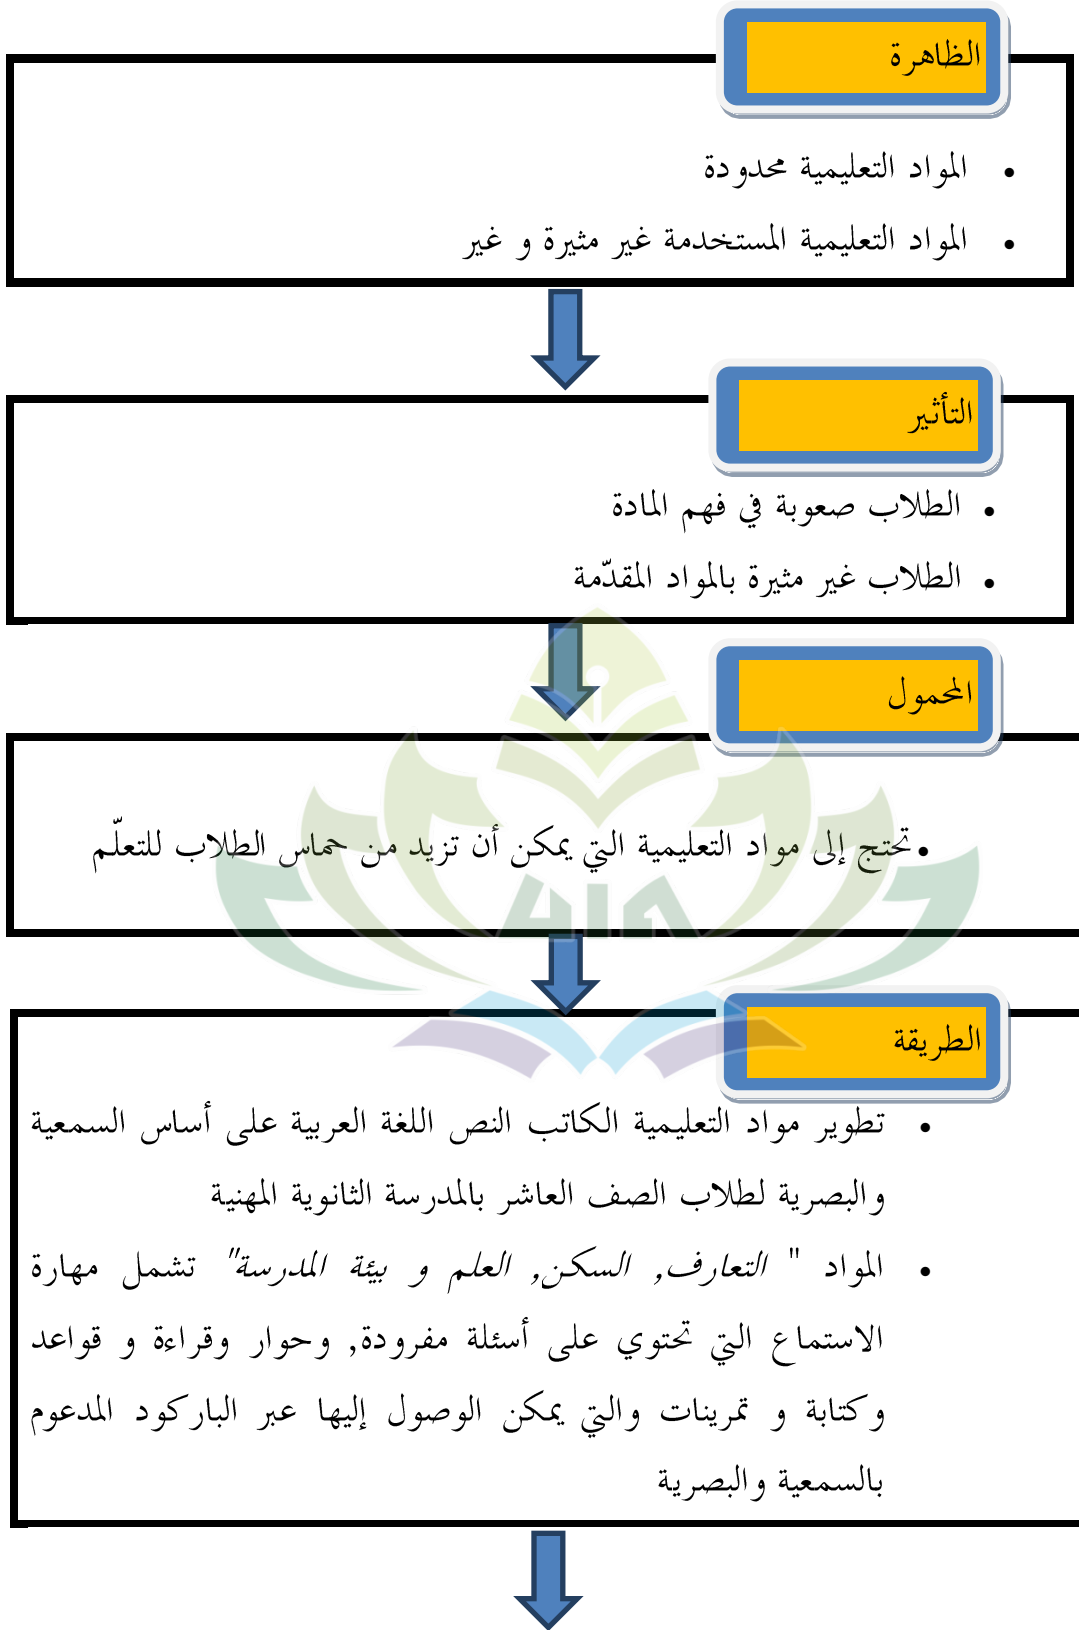 الظاهرة
• المواد التعليمية محدودة
• المواد التعليمية المستخدمة غير مثيرة و غير
التأثير
• الطلاب صعوبة في فهم المادة
• الطلاب غير مثيرة بالمواد المقدّمة
المحمول
• تحتج إلى مواد التعليمية التي يمكن أن تزيد من حماس الطلاب للتعلّم
الطريقة
• تطوير مواد التعليمية الكاتب النص اللغة العربية على أساس السمعية
والبصرية لطلاب الصف العاشر بالمدرسة الثانوية المهنية
• المواد " التعارف, السكن, العلم و بيئة المدرسة" تشمل مهارة
الاستماع التي تحتوي على أسئلة مفرودة, وحوار وقراءة و قواعد
وكتابة و تمرينات والتي يمكن الوصول إليها عبر الباركود المدعوم
بالسمعية والبصرية